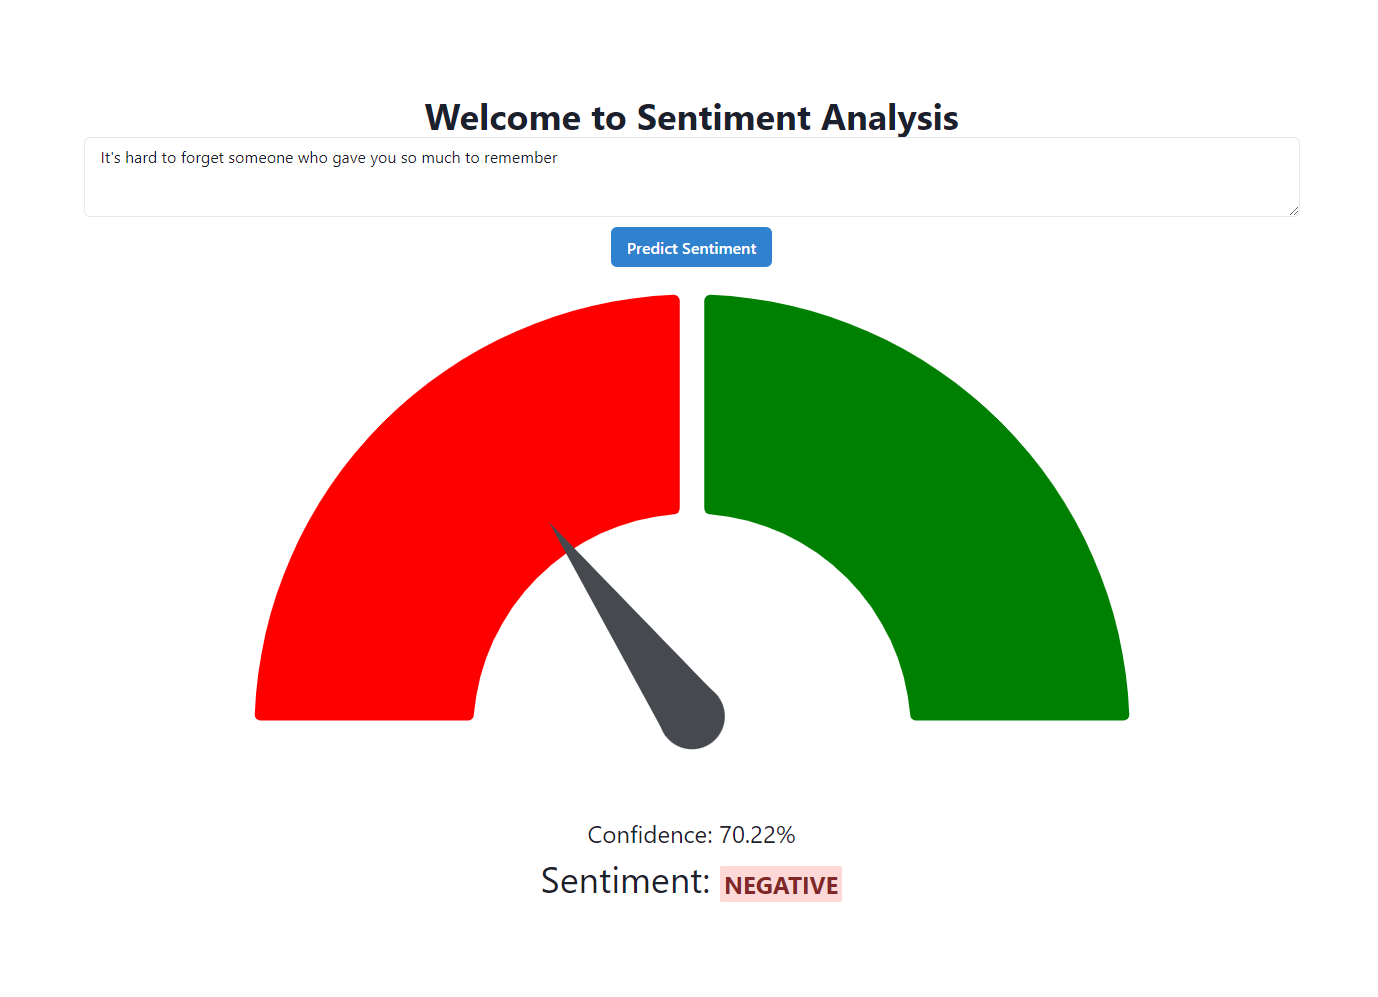 Welcome to Sentiment Analysis
It's hard to forget someone who gave you so much to remember
Predict Sentiment
Confidence: 70.22%
Sentiment: NEGATIVE